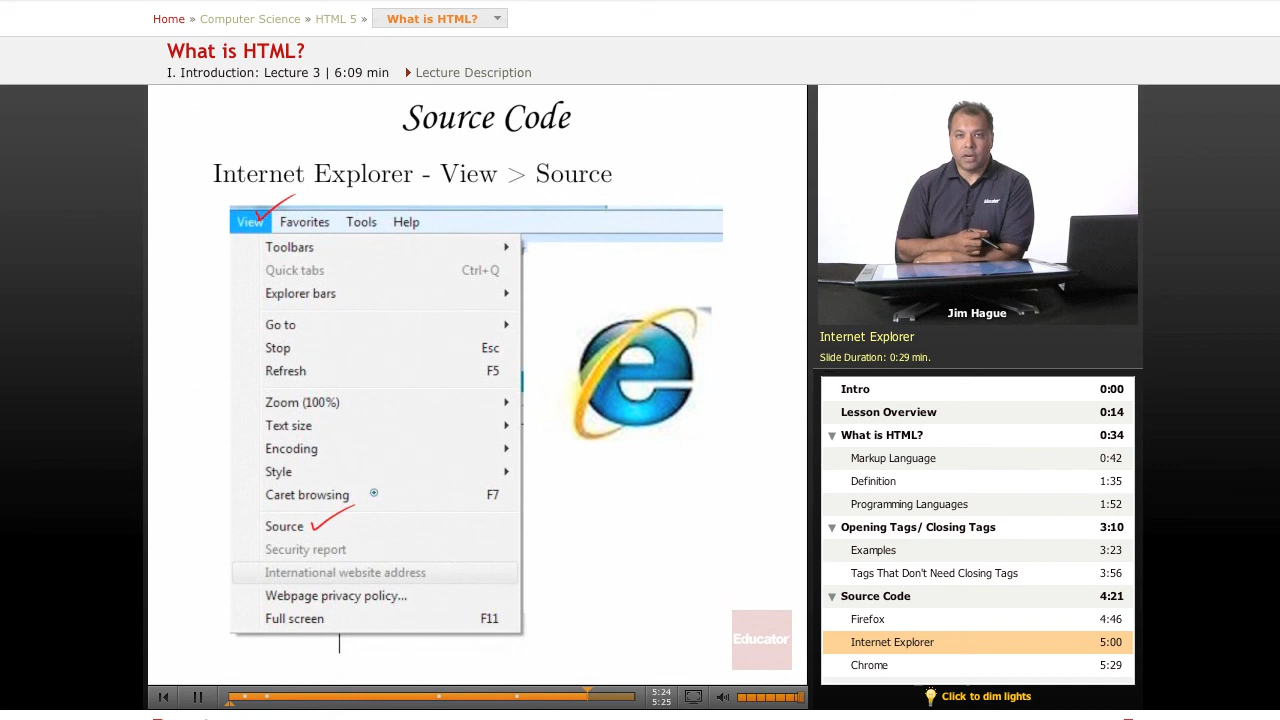 Home » Computer Science » HTML 5 » What is HTML?
What is HTML?
I. Introduction: Lecture 3 | 6:09 min Lecture Description
Source Code
Internet Explorer - View > Source
View Favorites Tools Help
Toolbars
Quick tabs Ctrl+Q
Explorer bars
Go to
Stop Esc
Refresh F5
Zoom (100%)
Text size
Encoding
Style
Caret browsing F7
Source
Security report
International website address
Webpage privacy policy...
Full screen F11
Educator
5:24
5:25
Educator
Jim Hague
Internet Explorer
Slide Duration: 0:29 min.
Intro 0:00
Lesson Overview 0:14
What is HTML? 0:34
Markup Language 0:42
Definition 1:35
Programming Languages 1:52
Opening Tags/ Closing Tags 3:10
Examples 3:23
Tags That Don't Need Closing Tags 3:56
Source Code 4:21
Firefox 4:46
Internet Explorer 5:00
Chrome 5:29
Click to dim lights